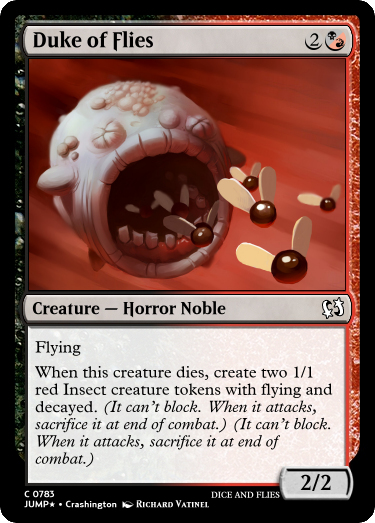 Duke of Flies 2
Creature — Horror Noble
Flying
When this creature dies, create two 1/1
red Insect creature tokens with flying and
decayed. (It can't block. When it attacks,
sacrifice it at end of combat.) (It can't block.
When it attacks, sacrifice it at end of
combat.)
2/2
C 0783
JUMP★ • Crashington RICHARD VATINEL
DICE AND FLIES